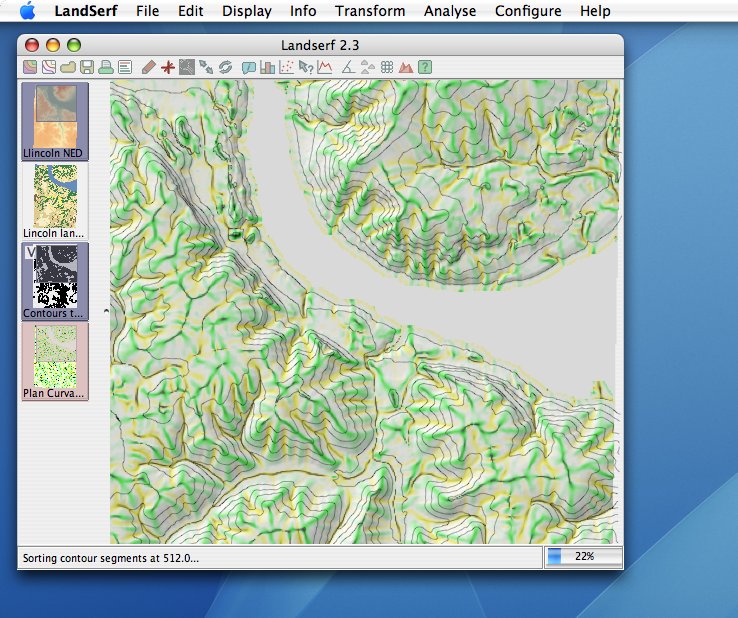 LandSerf File Edit Display Info Transform Analyse Configure Help
Landserf 2.3
Llincoln NED
Lincoln lan...
V
Contours t...
Plan Curva...
Sorting contour segments at 512.0...
22%